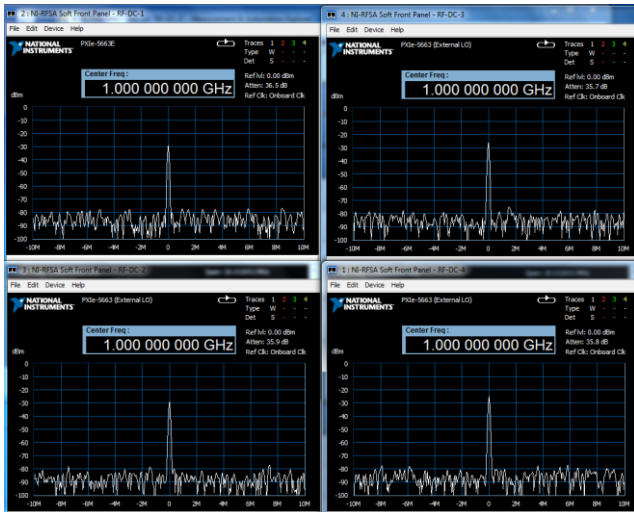 2 : NI-RFSA Soft Front Panel - RF-DC-1
File Edit Device Help
NATIONAL INSTRUMENTS
PXIe-5663E
Traces 1 2 3 4
Type W - - -
Det S - - -
Center Freq :
1.000 000 000 GHz
Ref lvl: 0.00 dBm
Atten: 36.5 dB
Ref Clk: Onboard Clk
dBm
0
-10
-20
-30
-40
-50
-60
-70
-80
-90
-100
-10M -8M -6M -4M -2M 0 2M 4M 6M 8M 10M
4 : NI-RFSA Soft Front Panel - RF-DC-3
File Edit Device Help
NATIONAL INSTRUMENTS
PXIe-5663 (External LO)
Traces 1 2 3 4
Type W - - -
Det S - - -
Center Freq :
1.000 000 000 GHz
Ref lvl: 0.00 dBm
Atten: 35.7 dB
Ref Clk: Onboard Clk
dBm
0
-10
-20
-30
-40
-50
-60
-70
-80
-90
-100
-10M -8M -6M -4M -2M 0 2M 4M 6M 8M 10M
3 : NI-RFSA Soft Front Panel - RF-DC-2
File Edit Device Help
NATIONAL INSTRUMENTS
PXIe-5663 (External LO)
Traces 1 2 3 4
Type W - - -
Det S - - -
Center Freq :
1.000 000 000 GHz
Ref lvl: 0.00 dBm
Atten: 35.9 dB
Ref Clk: Onboard Clk
dBm
0
-10
-20
-30
-40
-50
-60
-70
-80
-90
-100
-10M -8M -6M -4M -2M 0 2M 4M 6M 8M 10M
1 : NI-RFSA Soft Front Panel - RF-DC-4
File Edit Device Help
NATIONAL INSTRUMENTS
PXIe-5663 (External LO)
Traces 1 2 3 4
Type W - - -
Det S - - -
Center Freq :
1.000 000 000 GHz
Ref lvl: 0.00 dBm
Atten: 35.8 dB
Ref Clk: Onboard Clk
dBm
0
-10
-20
-30
-40
-50
-60
-70
-80
-90
-100
-10M -8M -6M -4M -2M 0 2M 4M 6M 8M 10M